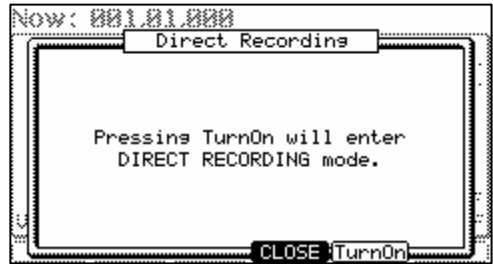 Now: 001.01.000
Direct Recording
Pressing TurnOn will enter
DIRECT RECORDING mode.
CLOSE TurnOn